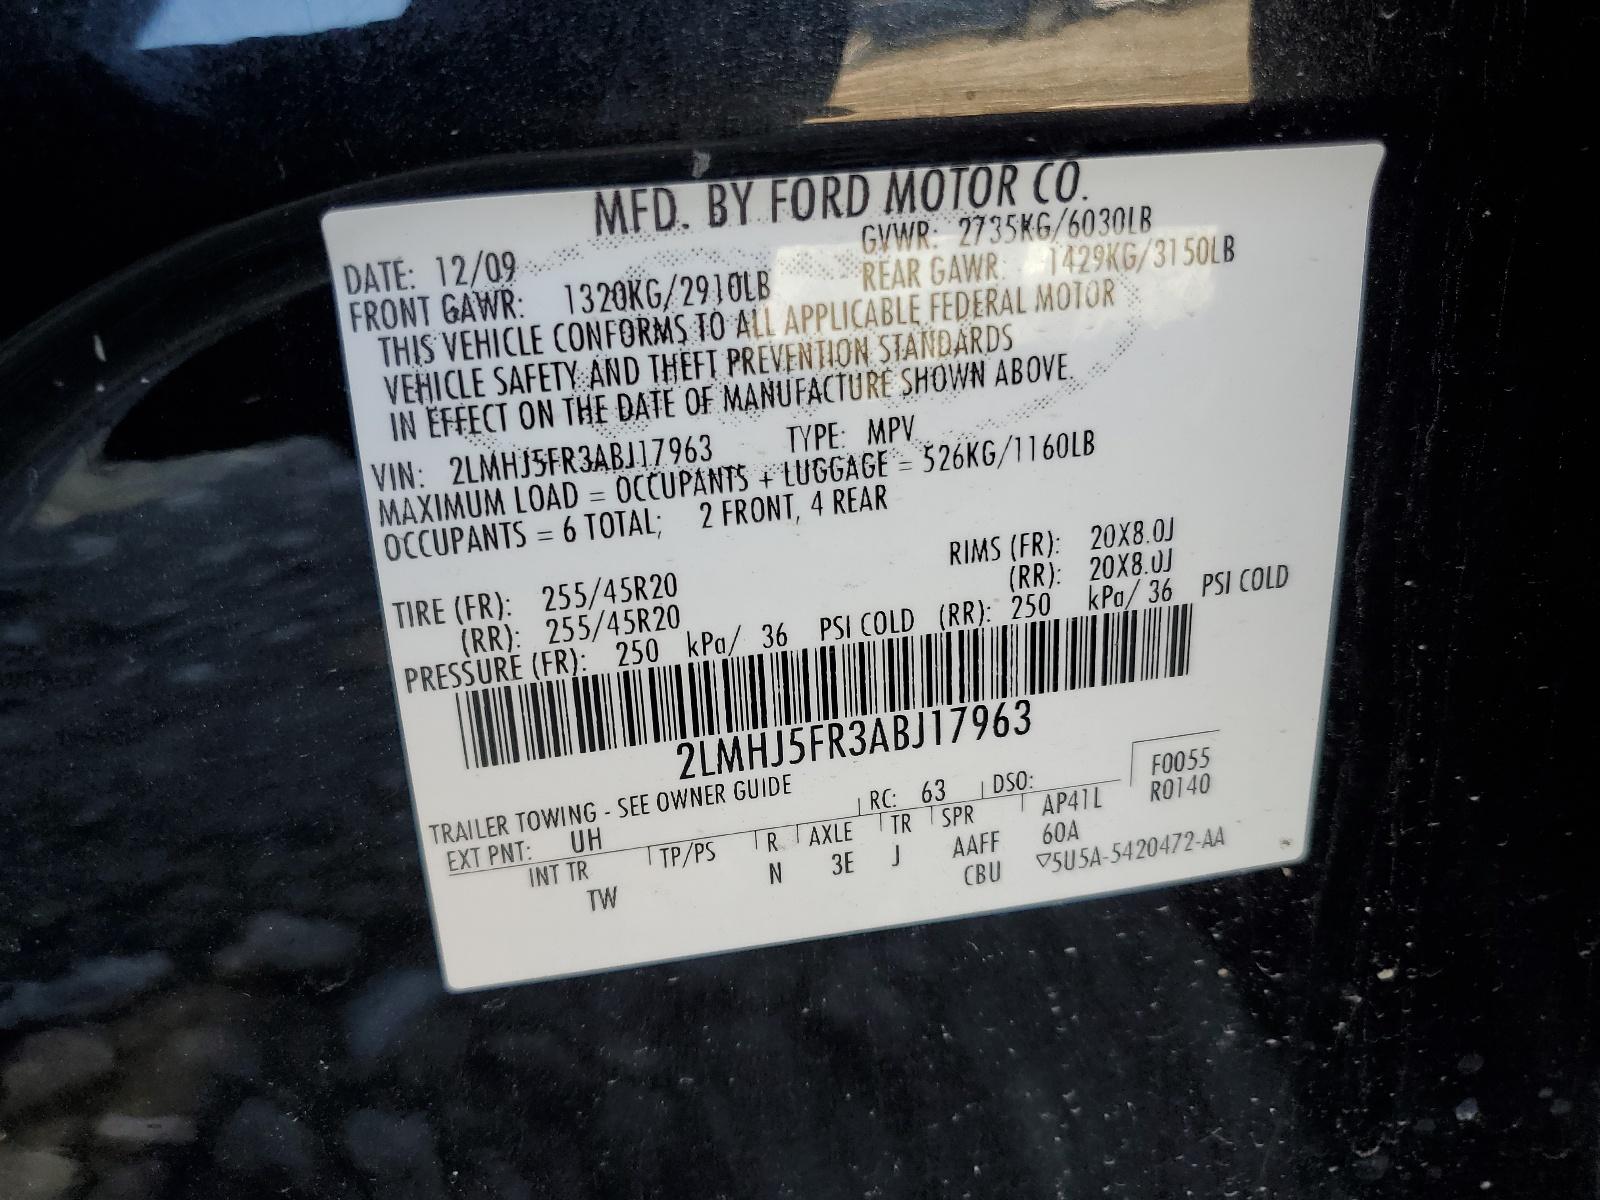 MFD. BY FORD MOTOR CO.
DATE: 12/09 GVWR: 2735KG/6030LB
FRONT GAWR: 1320KG/2910LB REAR GAWR: 1429KG/3150LB
THIS VEHICLE CONFORMS TO ALL APPLICABLE FEDERAL MOTOR
VEHICLE SAFETY AND THEFT PREVENTION STANDARDS
IN EFFECT ON THE DATE OF MANUFACTURE SHOWN ABOVE.
VIN: 2LMHJ5FR3ABJ17963 TYPE: MPV
MAXIMUM LOAD = OCCUPANTS + LUGGAGE = 526KG/1160LB
OCCUPANTS = 6 TOTAL; 2 FRONT, 4 REAR
TIRE (FR): 255/45R20 RIMS (FR): 20X8.0J
(RR): 255/45R20 (RR): 20X8.0J
PRESSURE (FR): 250 kPa/ 36 PSI COLD (RR): 250 kPa/ 36 PSI COLD
2LMHJ5FR3ABJ17963
TRAILER TOWING - SEE OWNER GUIDE
EXT PNT: UH RC: 63 DSO: F0055
R0140
INT TR TP/PS R AXLE TR SPR AP41L
TW N 3E J AAFF 60A
CBU ▽5U5A-5420472-AA